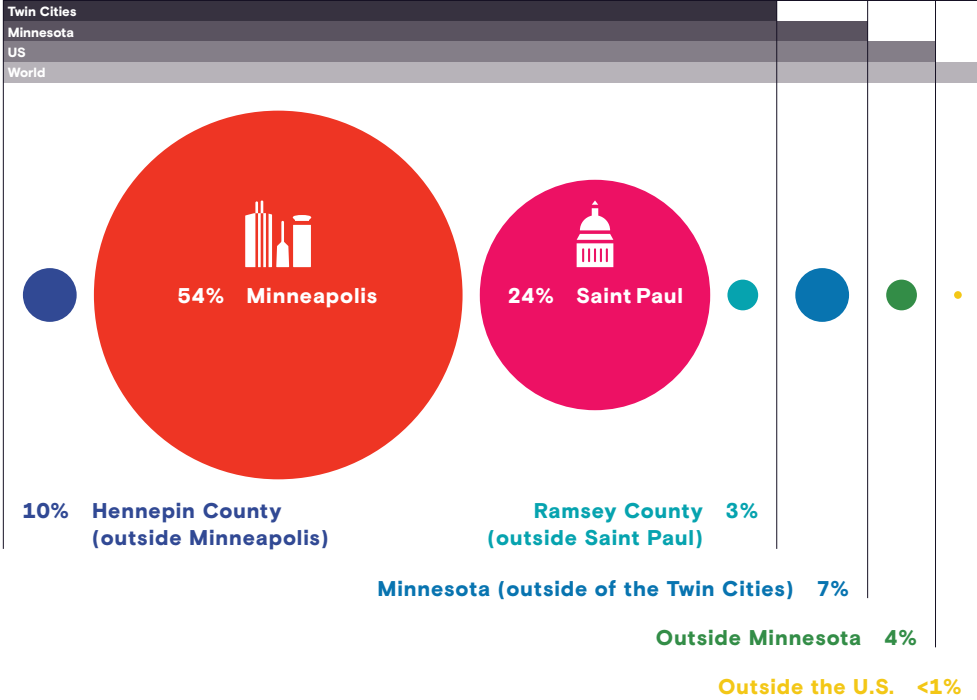 Twin Cities
Minnesota
US
World
54% Minneapolis
24% Saint Paul
10% Hennepin County
(outside Minneapolis)
Ramsey County 3%
(outside Saint Paul)
Minnesota (outside of the Twin Cities) 7%
Outside Minnesota 4%
Outside the U.S. <1%